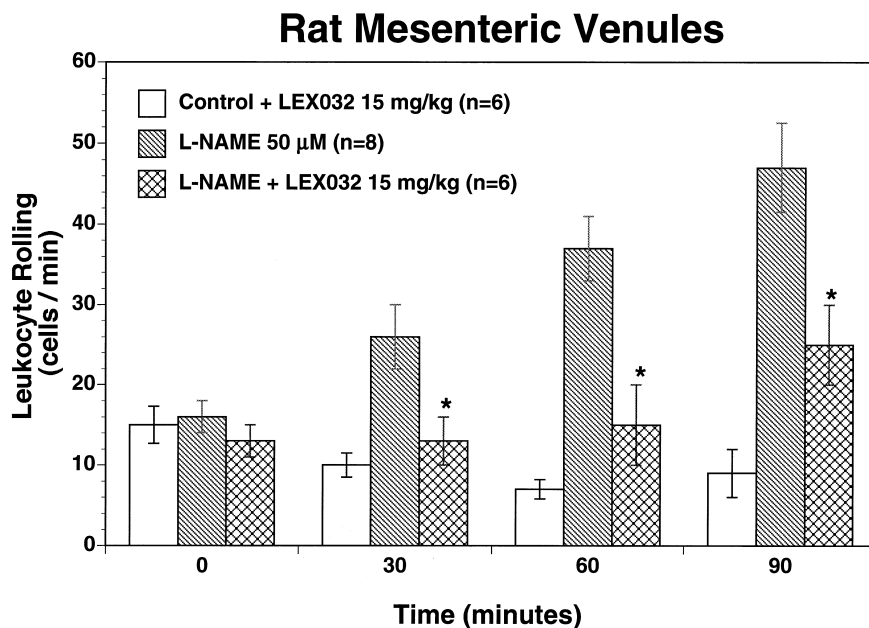 Rat Mesenteric Venules
60
50
40
30
20
10
0
Leukocyte Rolling
(cells / min)
Control + LEX032 15 mg/kg (n=6)
L-NAME 50 μM (n=8)
L-NAME + LEX032 15 mg/kg (n=6)
*
*
*
0 30 60 90
Time (minutes)